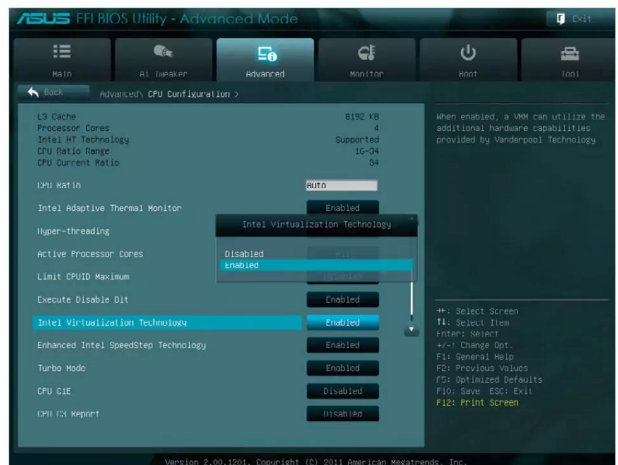 ASUS EFI BIOS Utility - Advanced Mode
Exit
Main
Ai Tweaker
Advanced
Monitor
Boot
Tool
Back
Advanced\ CPU Configuration >
L3 Cache 8192 KB
Processor Cores 4
Intel HT Technology Supported
CPU Ratio Range 16-34
CPU Current Ratio 34
CPU Ratio Auto
Intel Adaptive Thermal Monitor Enabled
Hyper-threading
Active Processor Cores
Limit CPUID Maximum
Execute Disable Bit Enabled
Intel Virtualization Technology Enabled
Enhanced Intel SpeedStep Technology Enabled
Turbo Mode Enabled
CPU C1E Disabled
CPU C3 Report Disabled
Intel Virtualization Technology
Disabled
Enabled
When enabled, a VMM can utilize the
additional hardware capabilities
provided by Vanderpool Technology
→←: Select Screen
↑↓: Select Item
Enter: Select
+/-: Change Opt.
F1: General Help
F2: Previous Values
F5: Optimized Defaults
F10: Save ESC: Exit
F12: Print Screen
Version 2.00.1201. Copyright (C) 2011 American Megatrends, Inc.